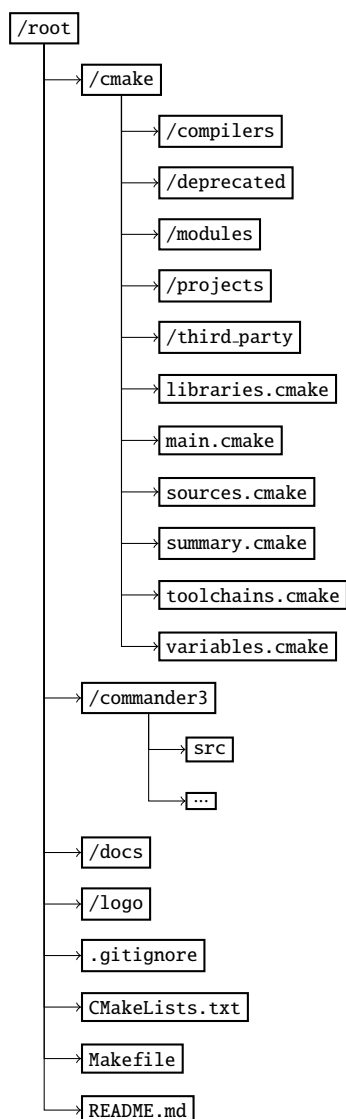 /root
/cmake
/compilers
/deprecated
/modules
/projects
/third_party
libraries.cmake
main.cmake
sources.cmake
summary.cmake
toolchains.cmake
variables.cmake
/commander3
src
...
/docs
/logo
.gitignore
CMakeLists.txt
Makefile
README.md